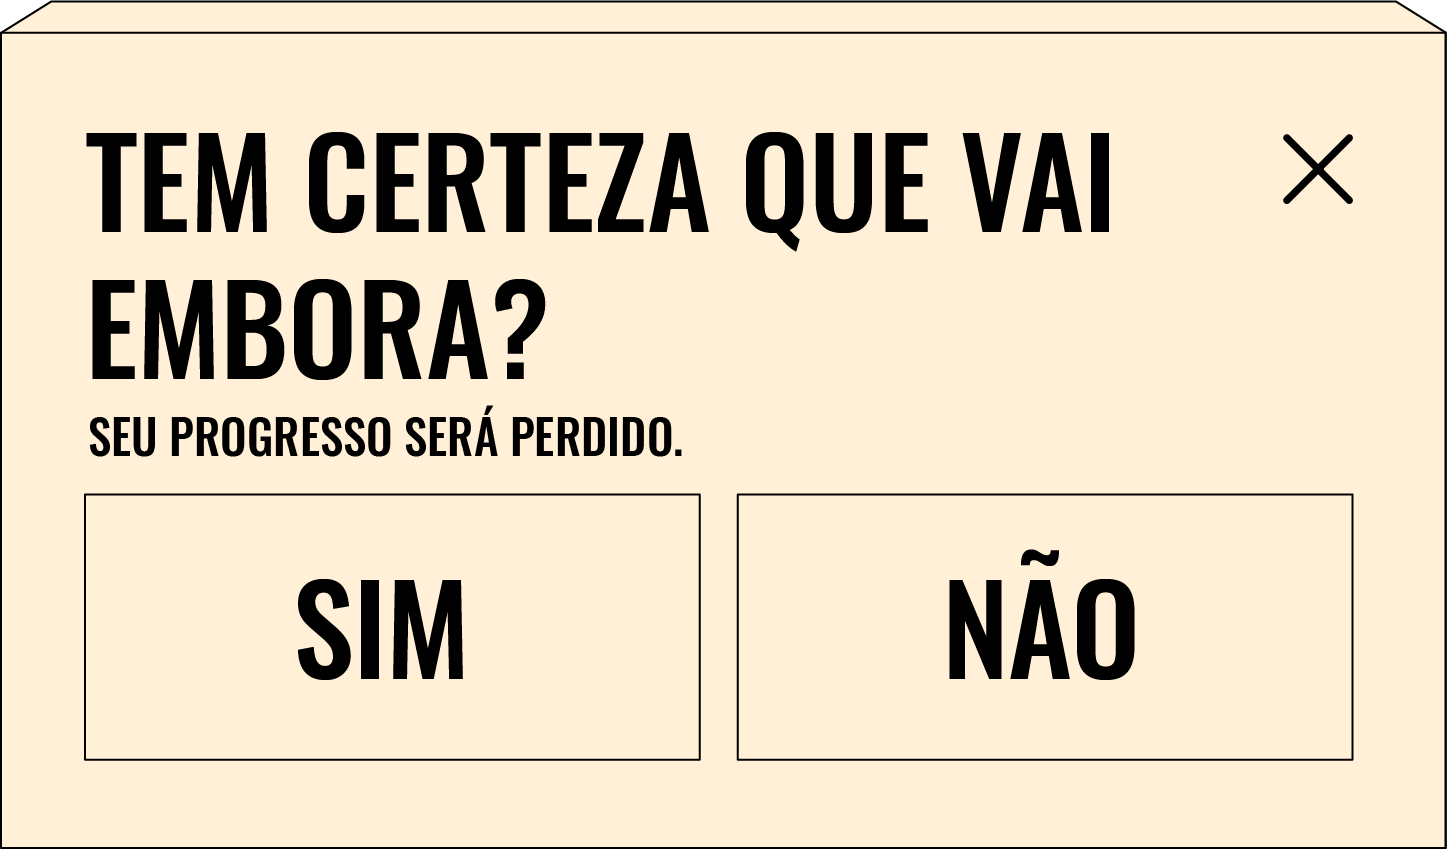 TEM CERTEZA QUE VAI
EMBORA?
SEU PROGRESSO SERÁ PERDIDO.
SIM
NÃO